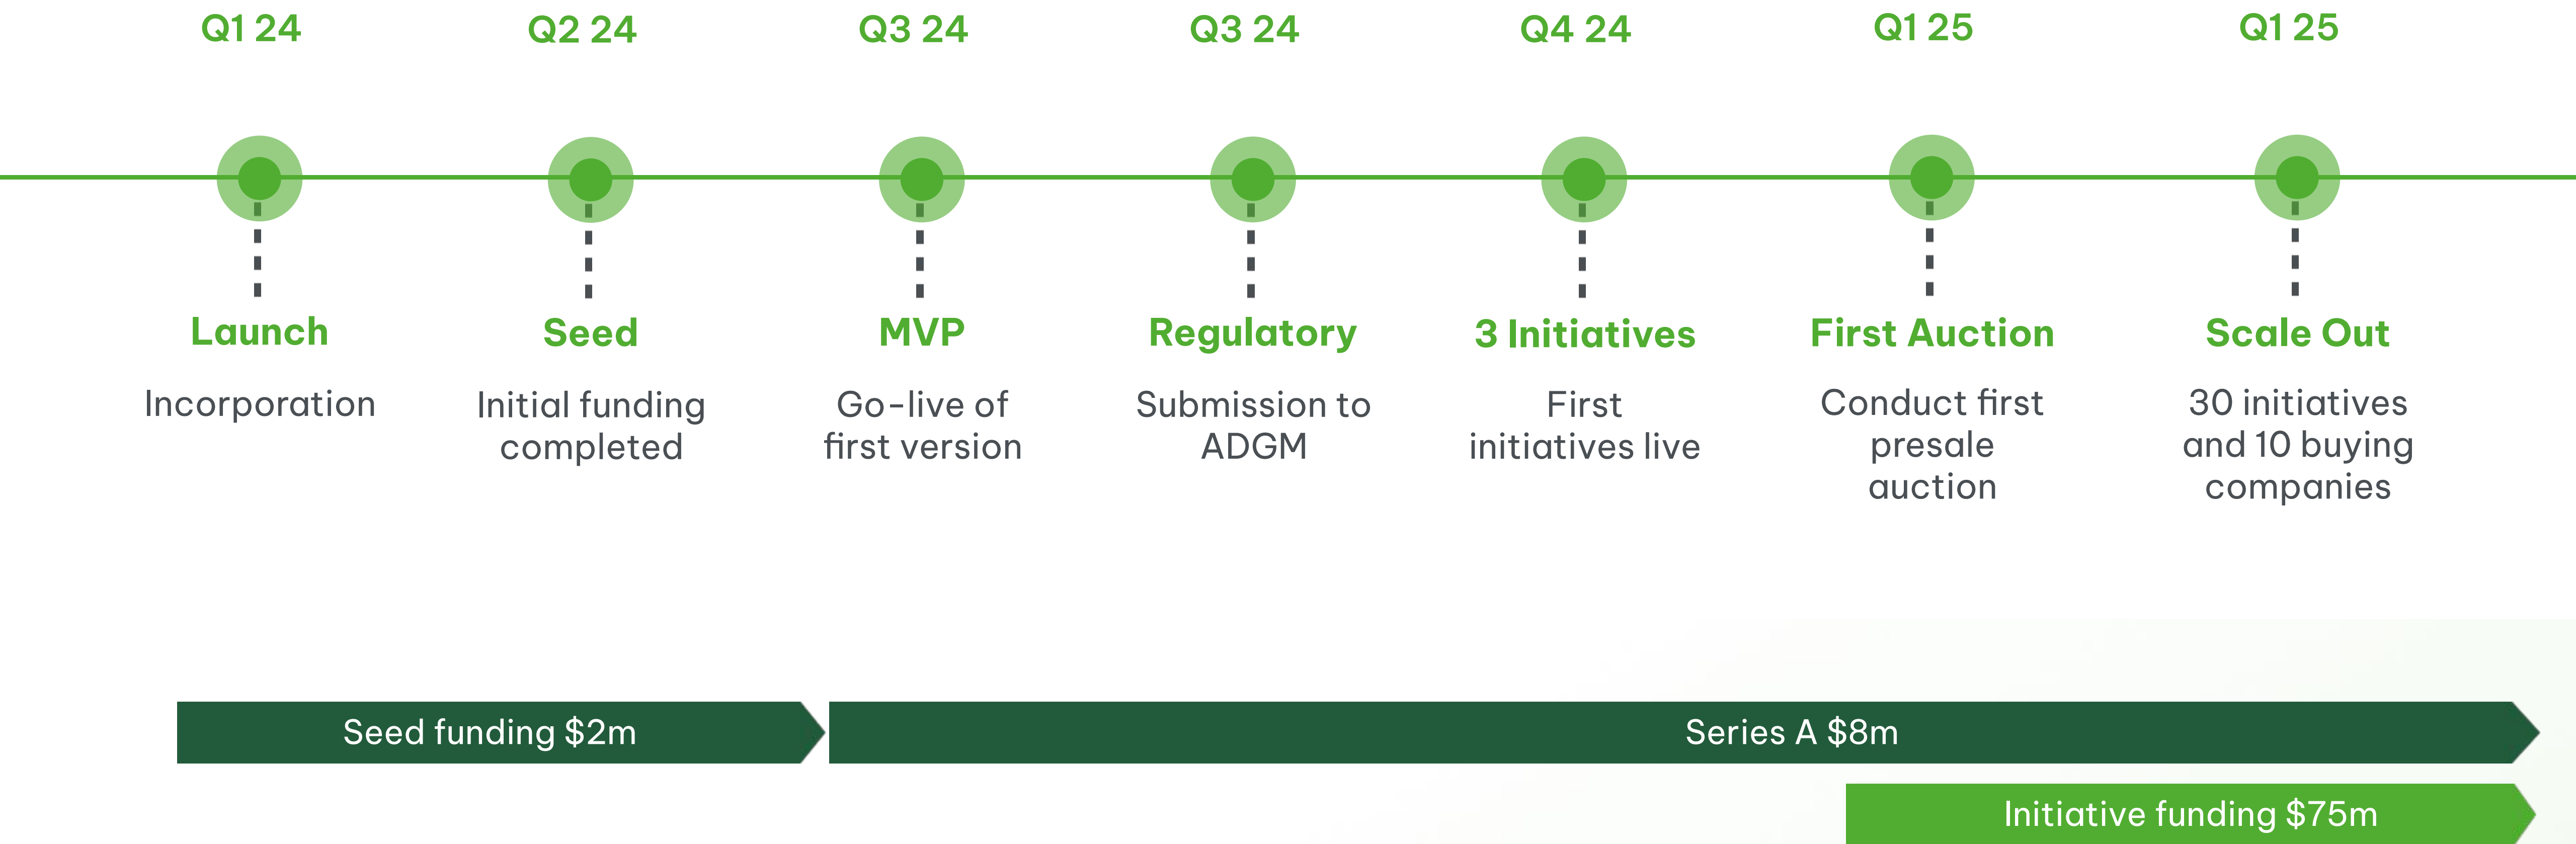 Q1 24
Q2 24
Q3 24
Q3 24
Q4 24
Q1 25
Q1 25
Launch
Incorporation
Seed
Initial funding
completed
MVP
Go-live of
first version
Regulatory
Submission to
ADGM
3 Initiatives
First
initiatives live
First Auction
Conduct first
presale
auction
Scale Out
30 initiatives
and 10 buying
companies
Seed funding $2m
Series A $8m
Initiative funding $75m